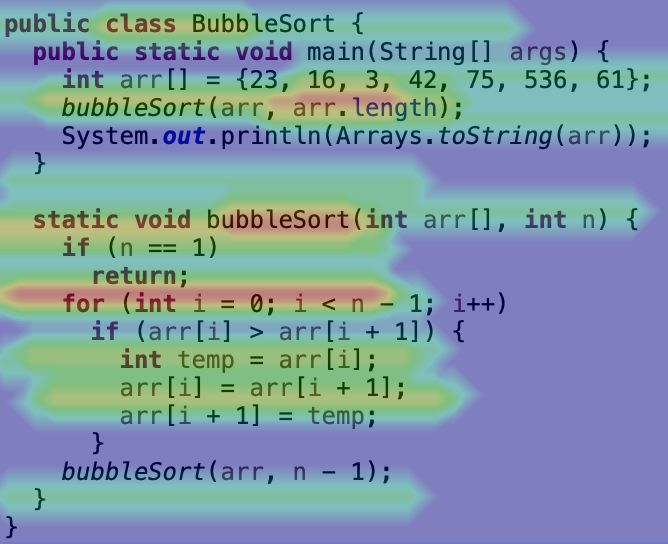 public class BubbleSort {
  public static void main(String[] args) {
    int arr[] = {23, 16, 3, 42, 75, 536, 61};
    bubbleSort(arr, arr.length);
    System.out.println(Arrays.toString(arr));
  }

  static void bubbleSort(int arr[], int n) {
    if (n == 1)
      return;
    for (int i = 0; i < n - 1; i++)
      if (arr[i] > arr[i + 1]) {
        int temp = arr[i];
        arr[i] = arr[i + 1];
        arr[i + 1] = temp;
      }
    bubbleSort(arr, n - 1);
  }
}